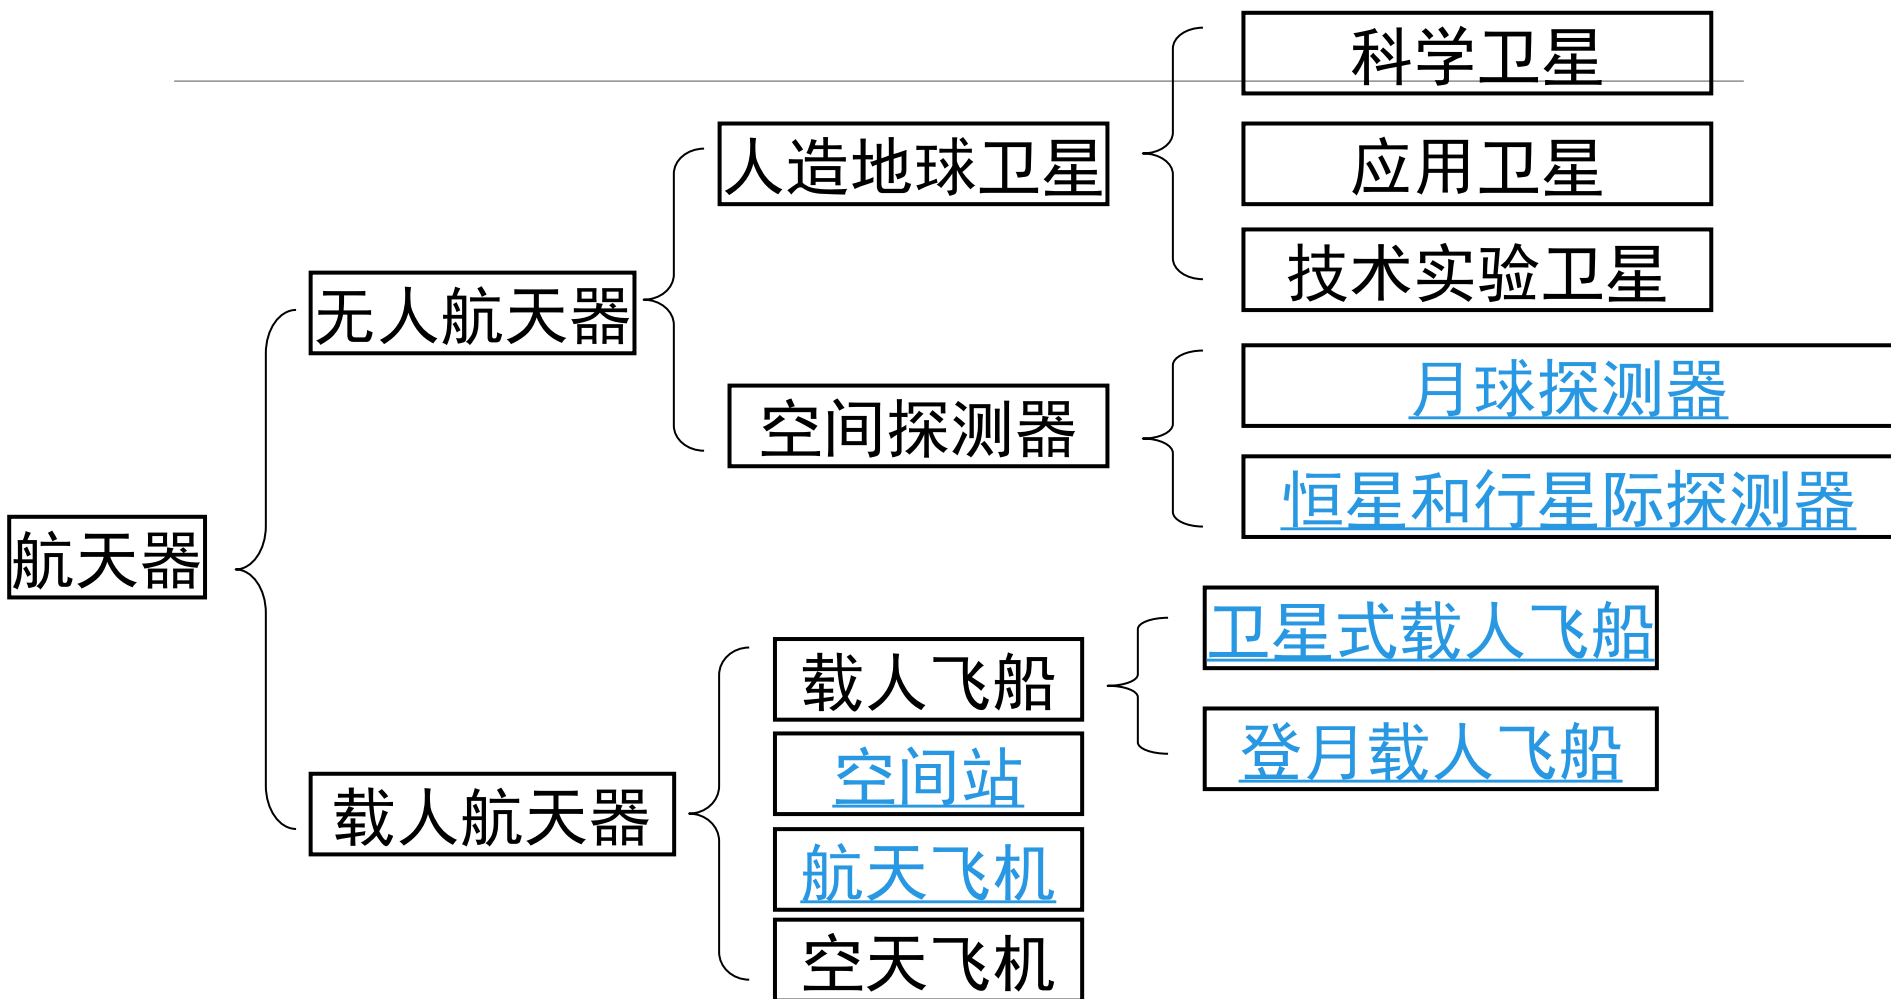 科学卫星
人造地球卫星
应用卫星
技术实验卫星
无人航天器
月球探测器
空间探测器
恒星和行星际探测器
航天器
卫星式载人飞船
载人飞船
登月载人飞船
空间站
载人航天器
航天飞机
空天飞机